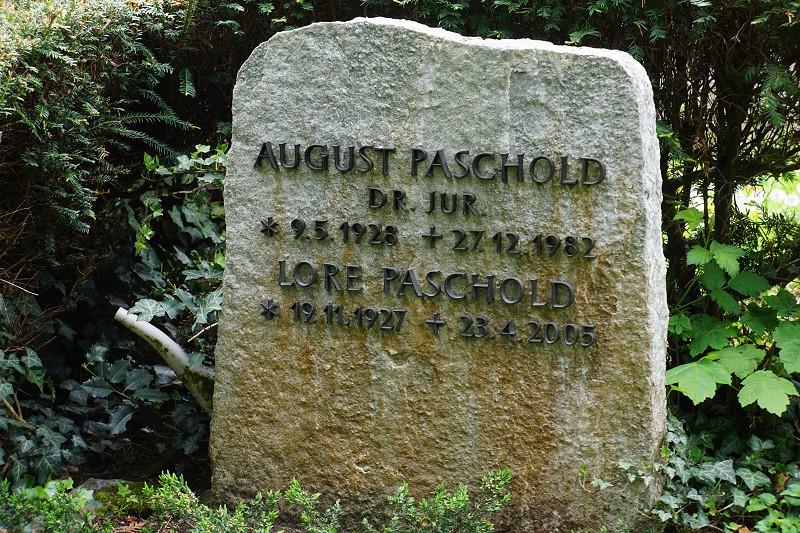 AUGUST PASCHOLD
DR. JUR.
* 9.5.1928 + 27.12.1982
LORE PASCHOLD
* 19.11.1927 + 23.4.2005